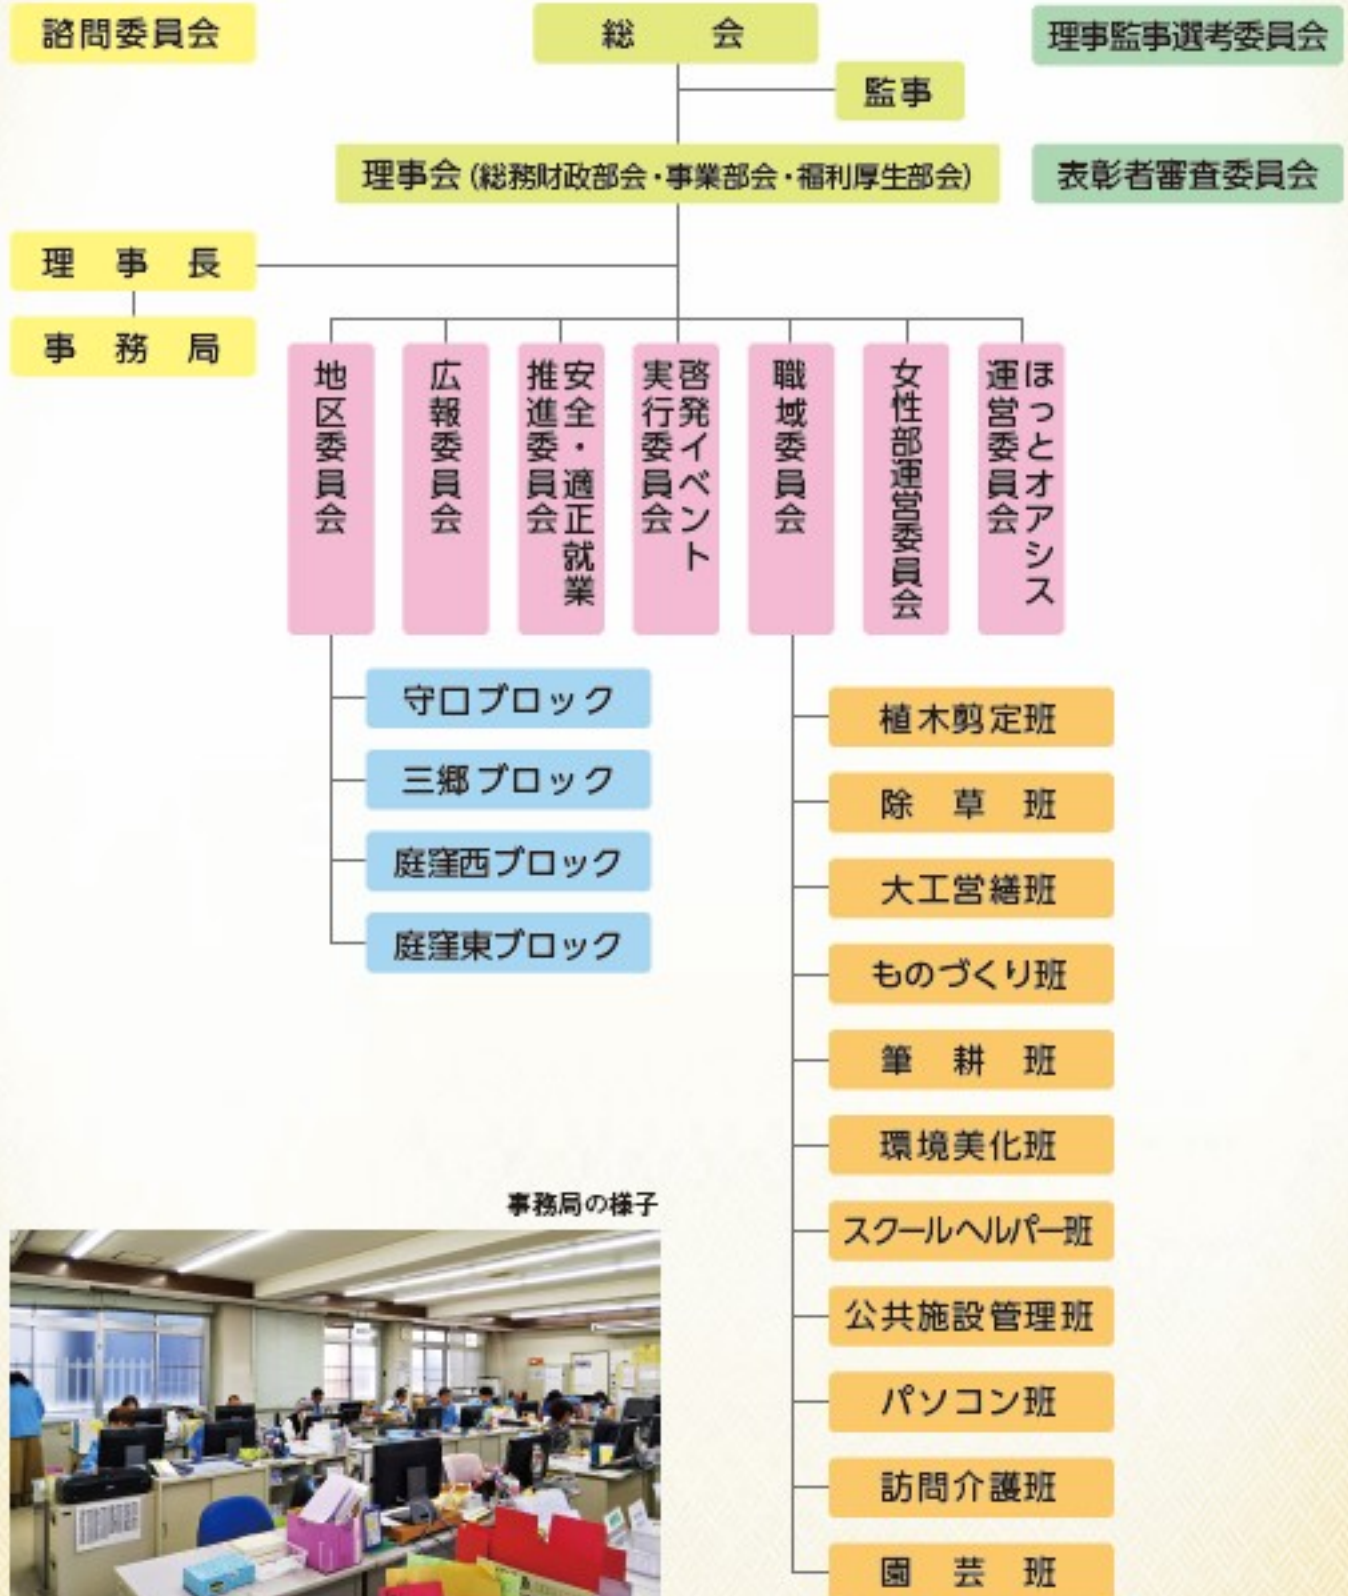 諮問委員会
総会
理事監事選考委員会
監事
理事会(総務財政部会・事業部会・福利厚生部会)
表彰者審査委員会
理事長
事務局
地区委員会
広報委員会
安全・適正就業
推進委員会
啓発イベント
実行委員会
職域委員会
女性部運営委員会
ほっとオアシス
運営委員会
守口ブロック
三郷ブロック
庭窪西ブロック
庭窪東ブロック
植木剪定班
除草班
大工営繕班
ものづくり班
筆耕班
環境美化班
スクールヘルパー班
公共施設管理班
パソコン班
訪問介護班
園芸班
事務局の様子